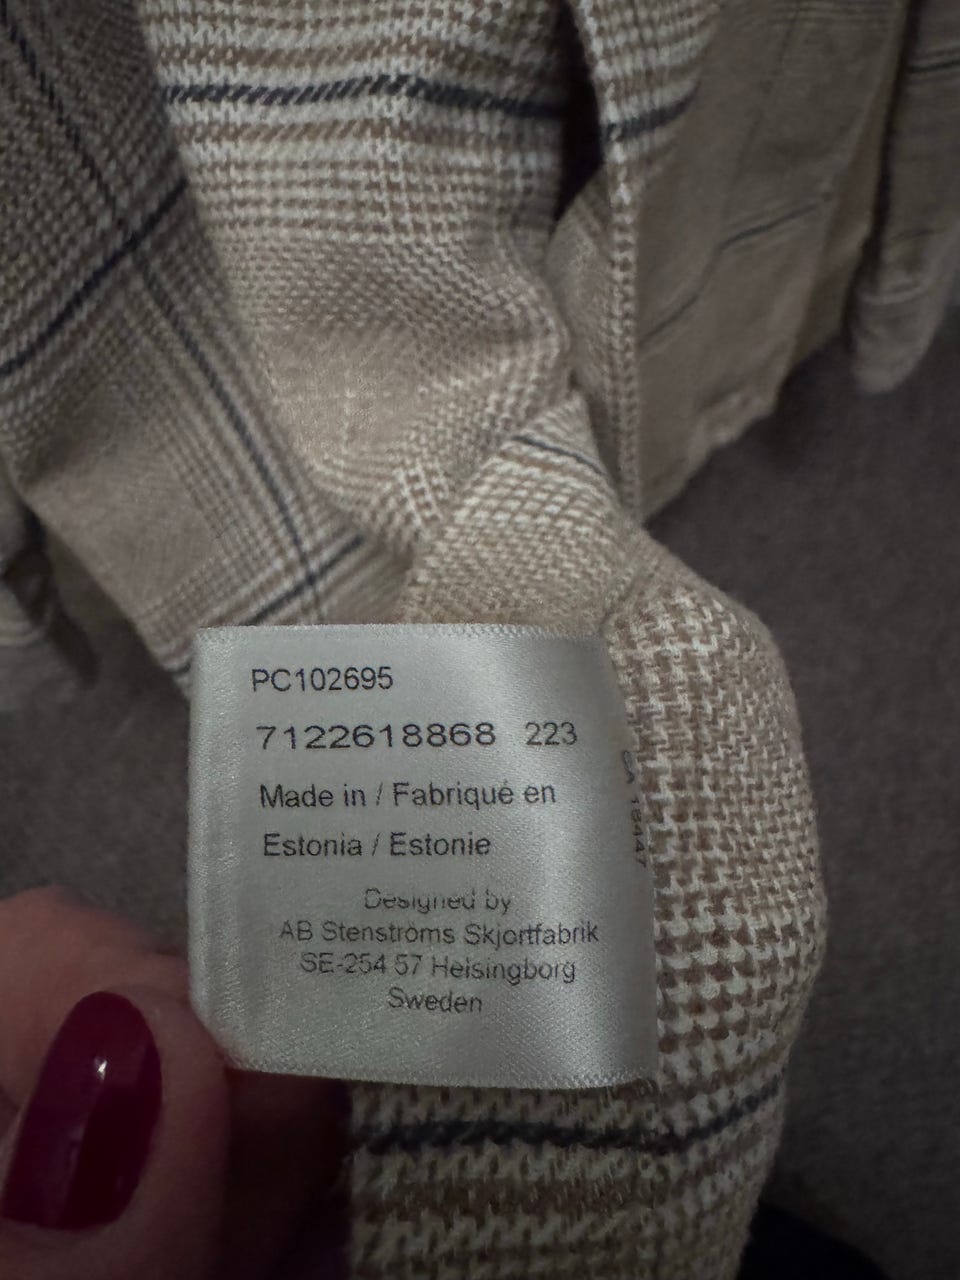 PC102695
7122618868 223
Made in / Fabriqué en
Estonia / Estonie
Designed by
AB Stenströms Skjortfabrik
SE-254 57 Helsingborg
Sweden